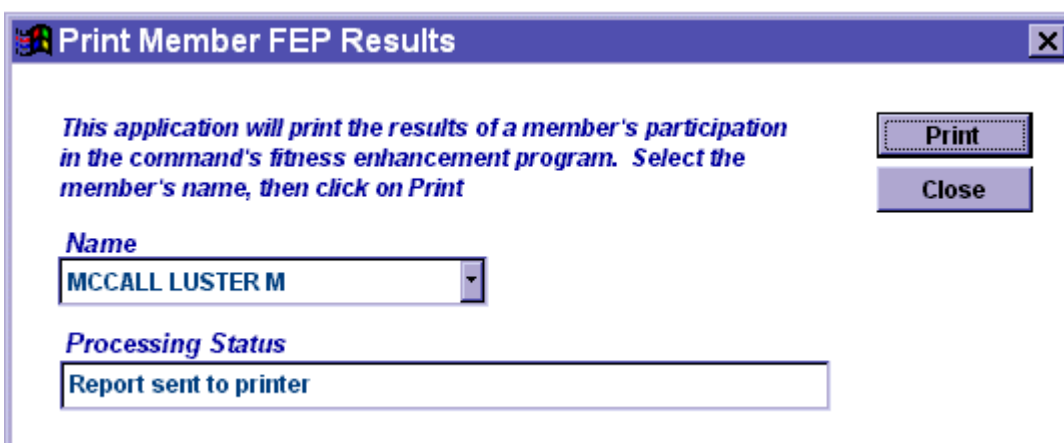 Print Member FEP Results
This application will print the results of a member's participation
in the command's fitness enhancement program.  Select the
member's name, then click on Print
Print
Close
Name
MCCALL LUSTER M
Processing Status
Report sent to printer